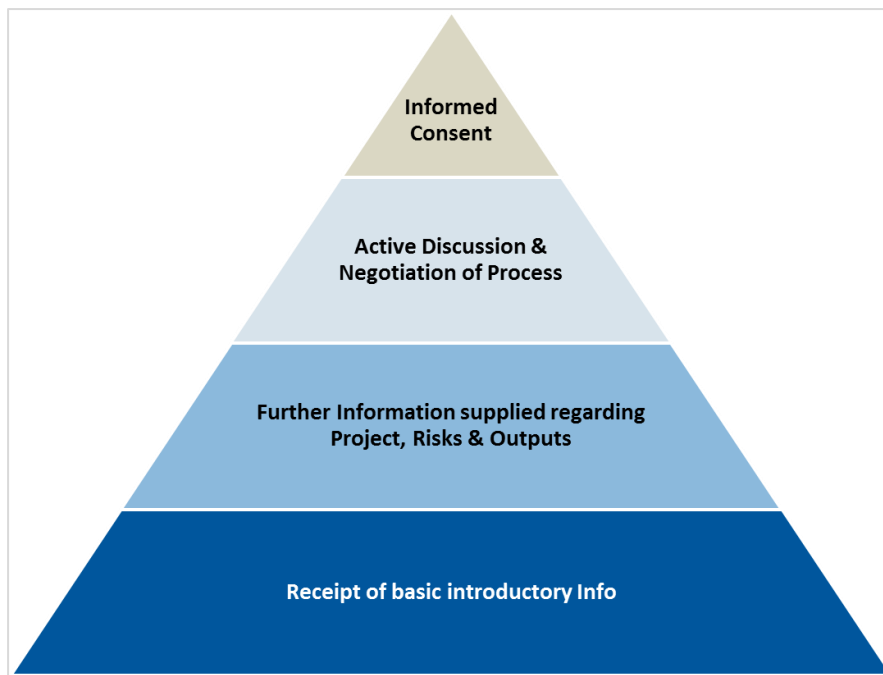 Informed
Consent
Active Discussion &
Negotiation of Process
Further Information supplied regarding
Project, Risks & Outputs
Receipt of basic introductory Info